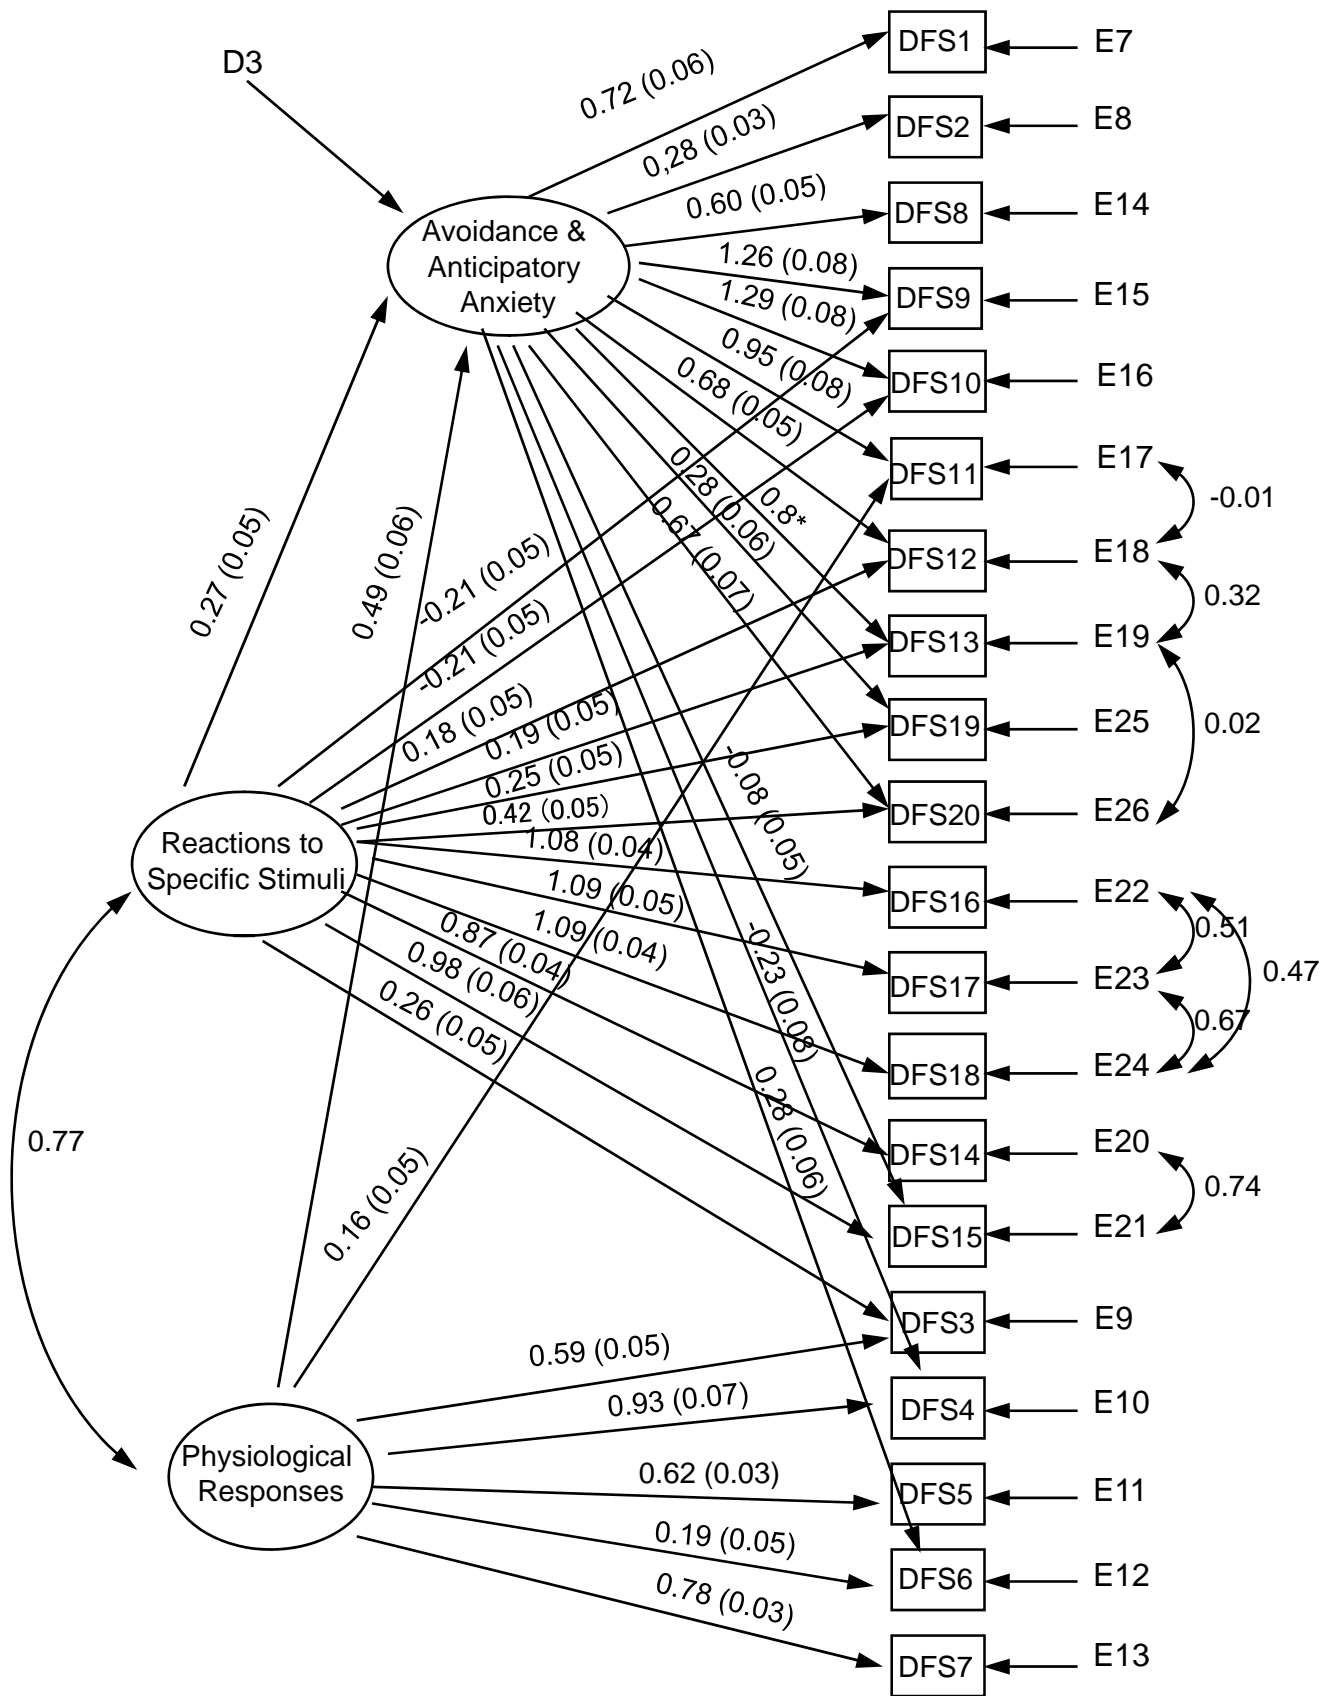 D3
0.72 (0.06)
0,28 (0.03)
0.60 (0.05)
1.26 (0.08)
1.29 (0.08)
0.95 (0.08)
0.68 (0.05)
0.8*
0.28 (0.06)
0.67 (0.07)
Avoidance &
Anticipatory
Anxiety
0.27 (0.05)
0.49 (0.06)
-0.21 (0.05)
-0.21 (0.05)
0.18 (0.05)
0.19 (0.05)
0.25 (0.05)
0.42 (0.05)
1.08 (0.04)
1.09 (0.05)
1.09 (0.04)
0.87 (0.04)
0.98 (0.06)
0.26 (0.05)
-0.08 (0.05)
-0.23 (0.08)
0.28 (0.06)
Reactions to
Specific Stimuli
0.77
0.16 (0.05)
0.59 (0.05)
0.93 (0.07)
0.62 (0.03)
0.19 (0.05)
0.78 (0.03)
Physiological
Responses
DFS1
E7
DFS2
E8
DFS8
E14
DFS9
E15
DFS10
E16
DFS11
E17
-0.01
DFS12
E18
0.32
DFS13
E19
DFS19
E25
0.02
DFS20
E26
DFS16
E22
0.51
DFS17
E23
0.47
0.67
DFS18
E24
DFS14
E20
0.74
DFS15
E21
DFS3
E9
DFS4
E10
DFS5
E11
DFS6
E12
DFS7
E13